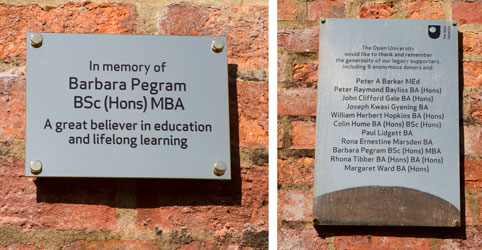 In memory of
Barbara Pegram
BSc (Hons) MBA
A great believer in education
and lifelong learning
The Open University
would like to thank and remember
the generosity of our legacy supporters,
including 8 anonymous donors and:
Peter A Barker MEd
Peter Raymond Bayliss BA (Hons)
John Clifford Gale BA (Hons)
Joseph Kwasi Gyening BA
William Herbert Hopkins BA (Hons)
Colin Hume BA (Hons) BSc (Hons)
Paul Lidgett BA
Rona Ernestine Marsden BA
Barbara Pegram BSc (Hons) MBA
Rhona Tibber BA (Hons) BA (Hons)
Margaret Ward BA (Hons)